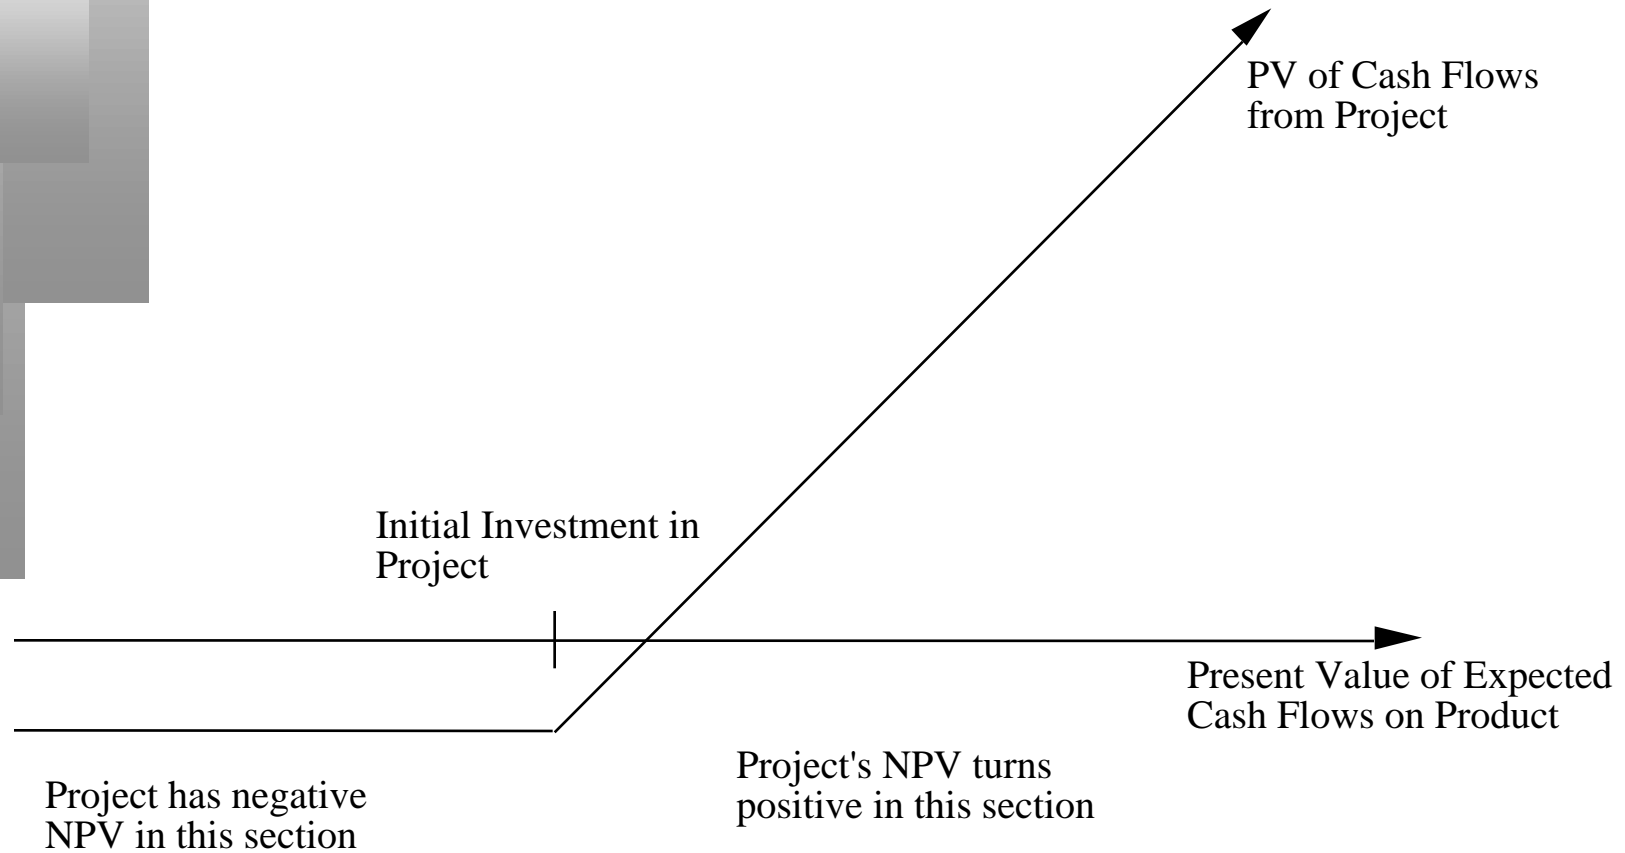 PV of Cash Flows
from Project
Initial Investment in
Project
Present Value of Expected
Cash Flows on Product
Project's NPV turns
positive in this section
Project has negative
NPV in this section